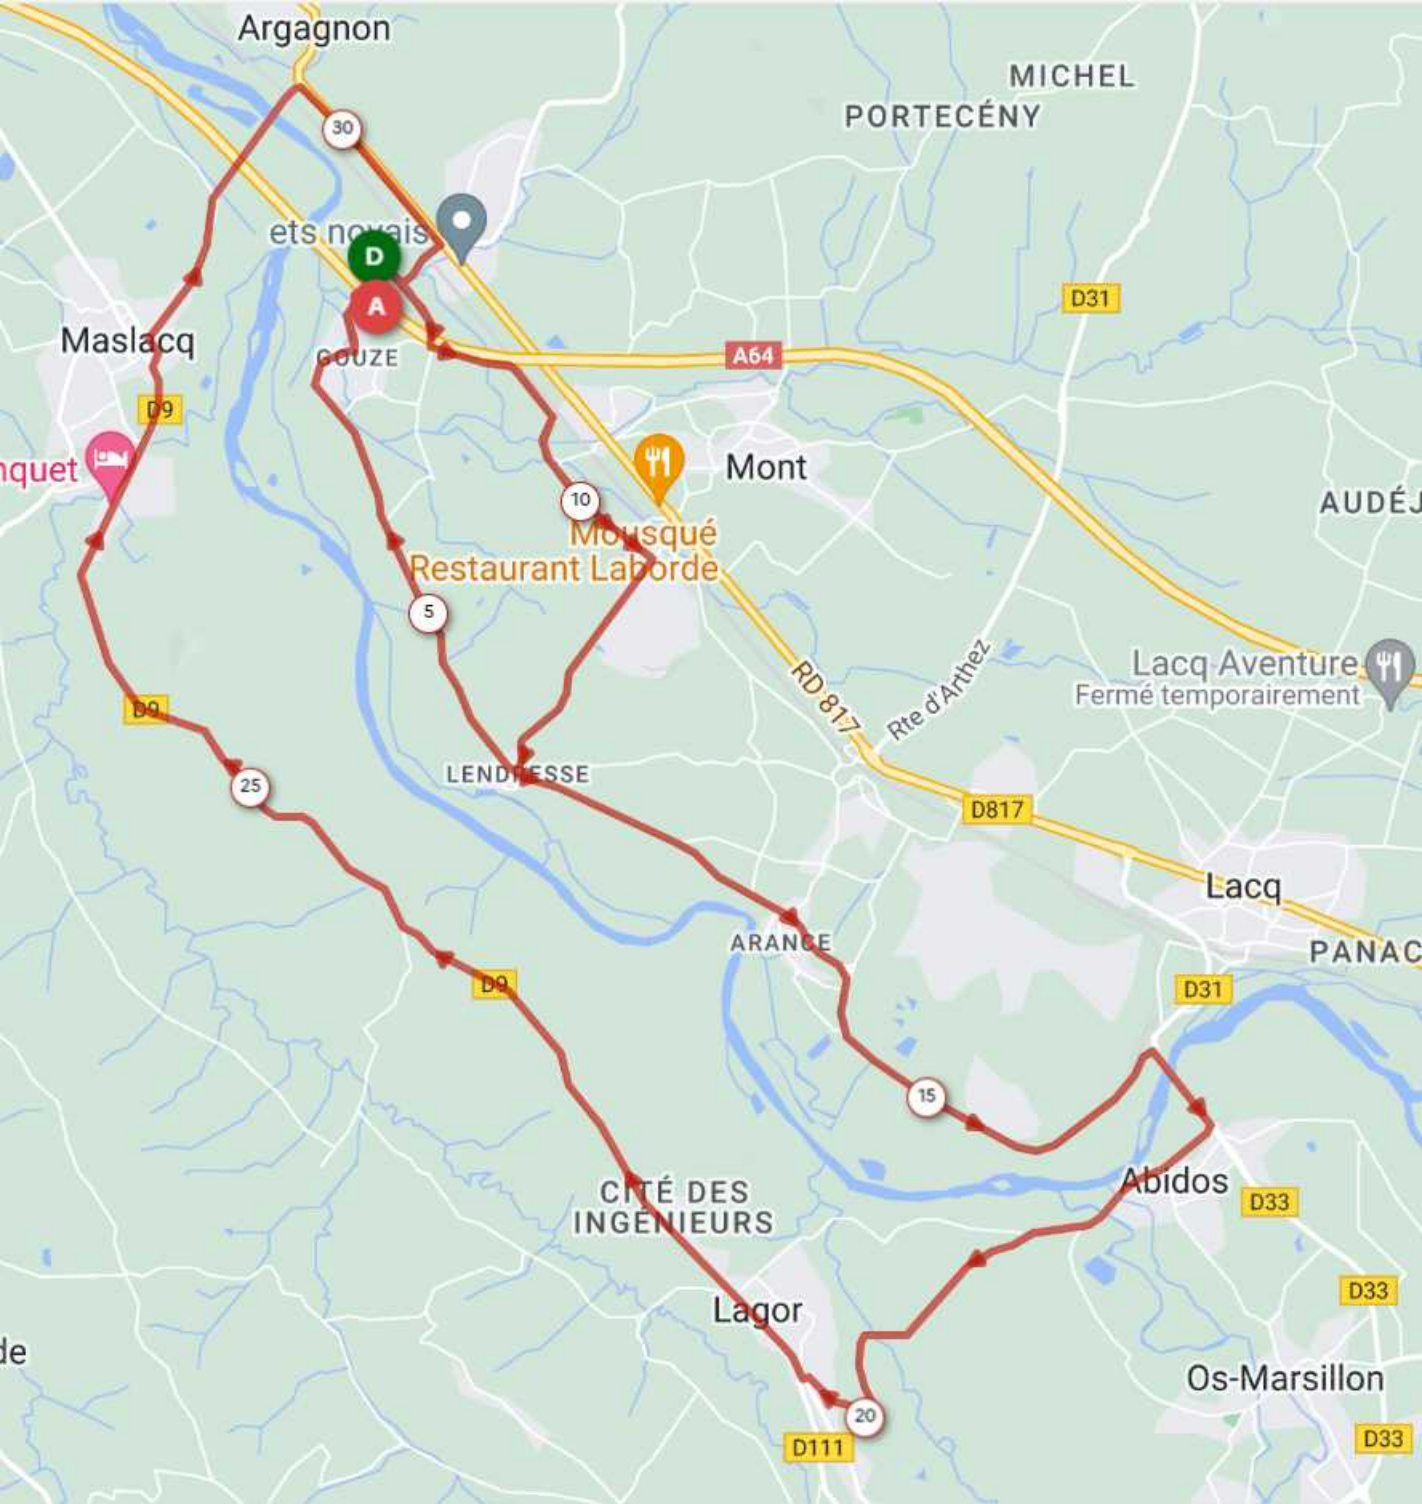 Argagnon
MICHEL
PORTECÉNY
30
ets novais
D
A
D31
Maslacq
GOUZE
A64
D9
nquet
Mont
AUDÉJ
10
Mousqué
Restaurant Laborde
5
Lacq Aventure
Fermé temporairement
RD 817
Rte d'Arthez
D9
LENDRESSE
25
D817
Lacq
ARANCE
PANAC
D9
D31
15
Abidos
CITÉ DES
INGÉNIEURS
D33
D33
Lagor
de
Os-Marsillon
20
D111
D33